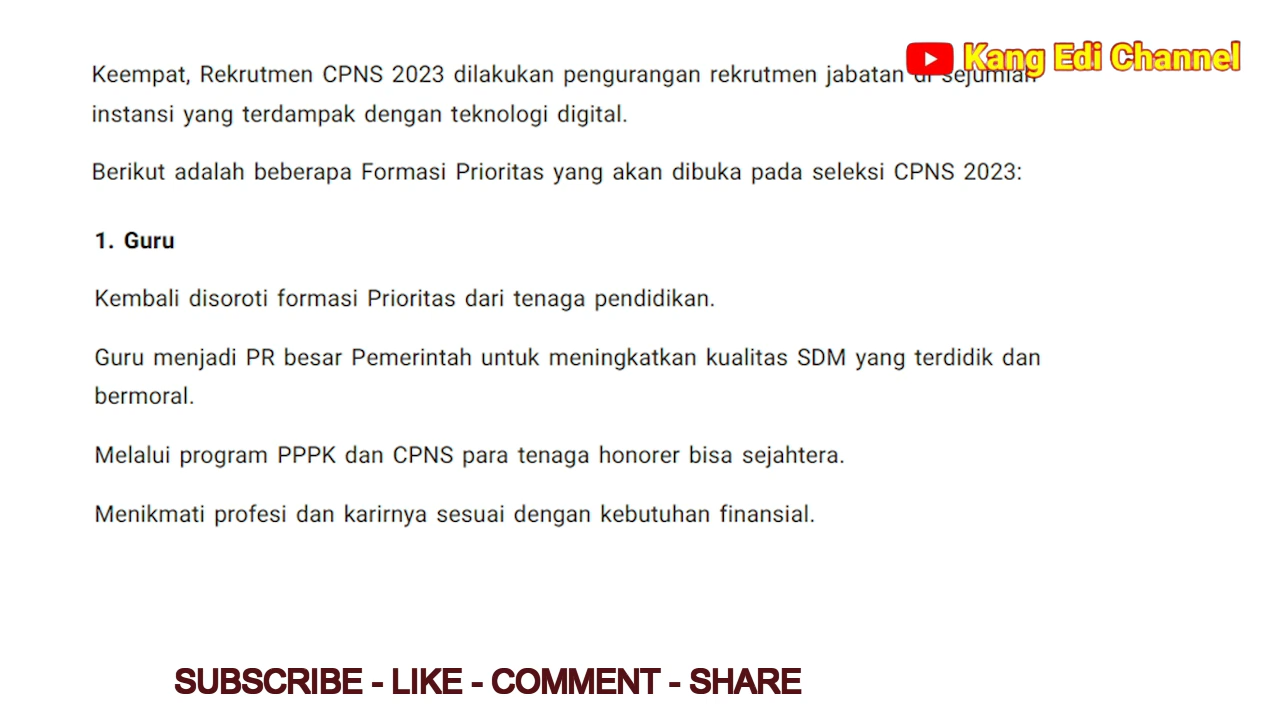 Kang Edi Channel
Keempat, Rekrutmen CPNS 2023 dilakukan pengurangan rekrutmen jabatan di sejumlah
instansi yang terdampak dengan teknologi digital.
Berikut adalah beberapa Formasi Prioritas yang akan dibuka pada seleksi CPNS 2023:
1. Guru
Kembali disoroti formasi Prioritas dari tenaga pendidikan.
Guru menjadi PR besar Pemerintah untuk meningkatkan kualitas SDM yang terdidik dan
bermoral.
Melalui program PPPK dan CPNS para tenaga honorer bisa sejahtera.
Menikmati profesi dan karirnya sesuai dengan kebutuhan finansial.
SUBSCRIBE - LIKE - COMMENT - SHARE